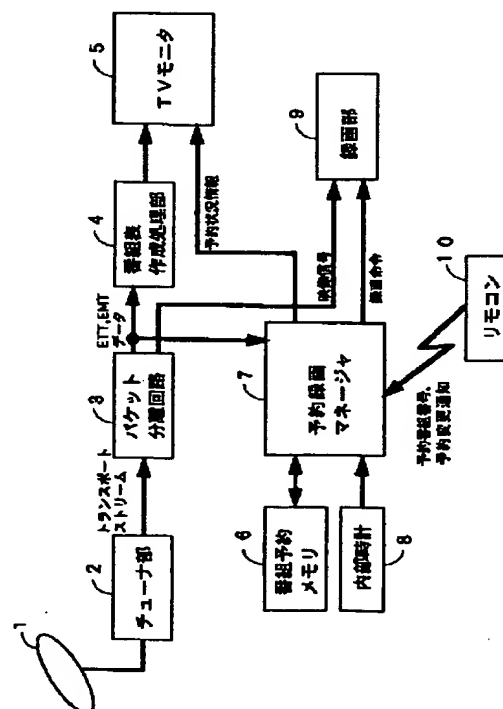 1
2
チューナ部
トランスポート
ストリーム
3
パケット
分離回路
ETT,EMT
データ
4
番組表
作成処理部
5
TVモニタ
予約状況情報
映像信号
録画命令
9
録画部
7
予約録画
マネージャ
6
番組予約
メモリ
8
内部時計
予約番組番号、
予約変更通知
10
リモコン